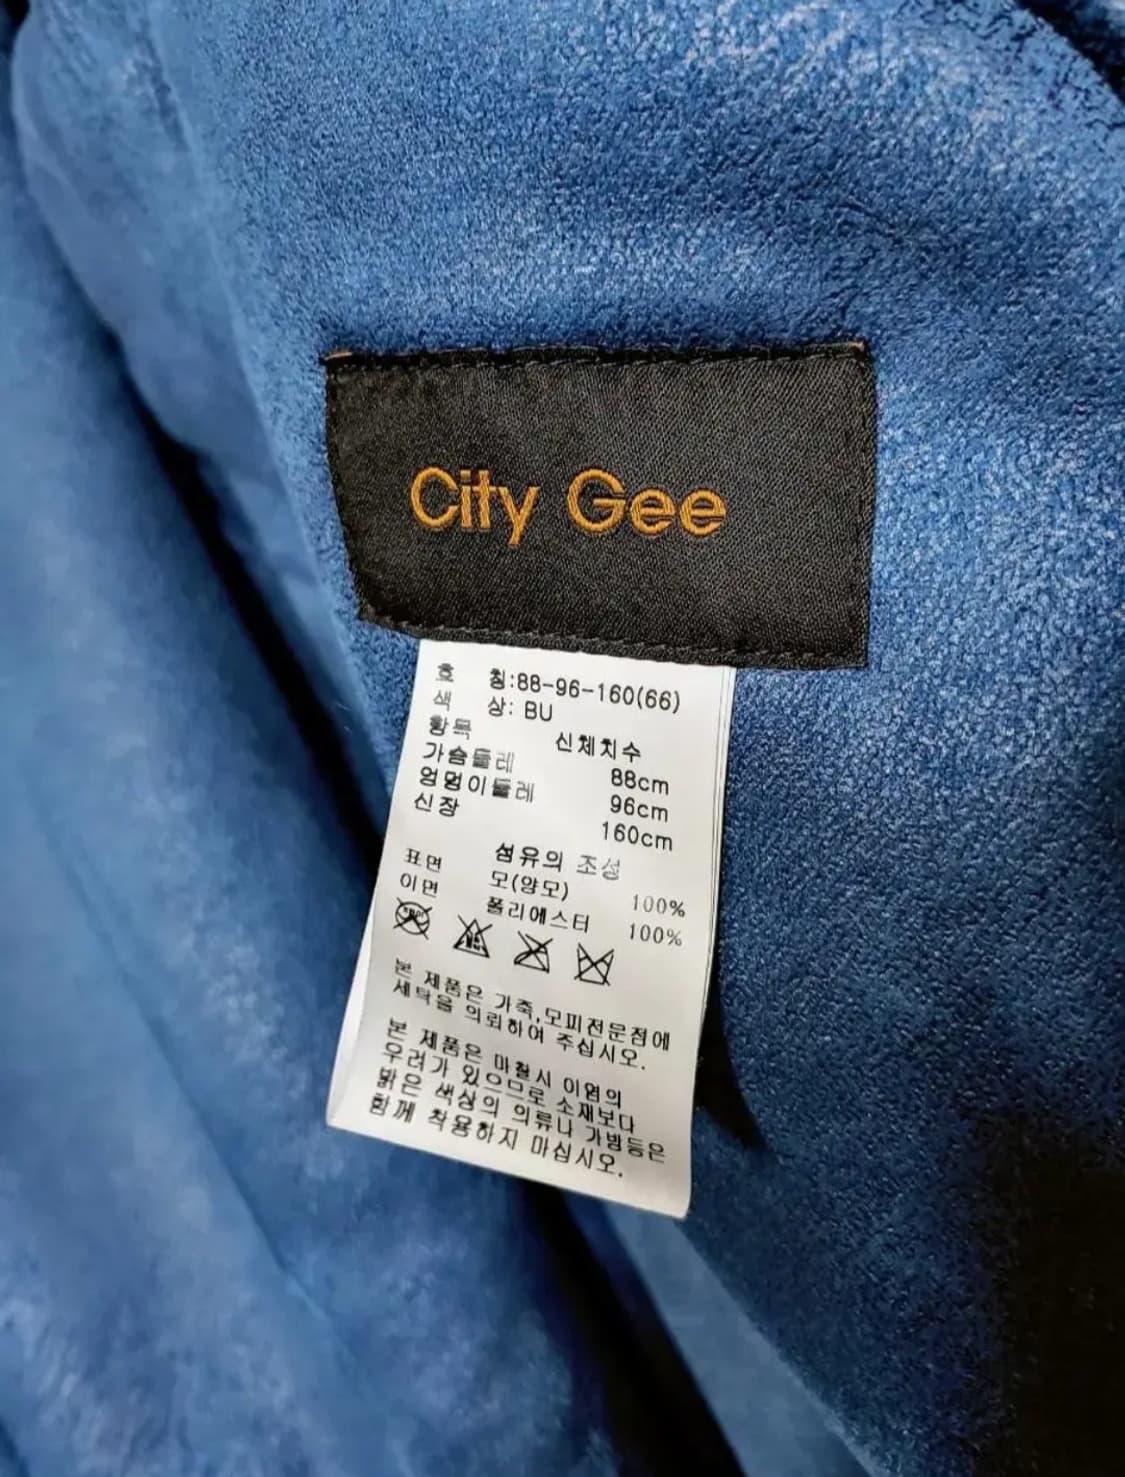 City Gee
호 칭:88-96-160(66)
색 상: BU
항목 신체치수
가슴둘레 88cm
엉덩이둘레 96cm
신장 160cm
섬유의 조성
표면 모(양모) 100%
이면 폴리에스터 100%
본 제품은 가죽,모피전문점에
세탁을 의뢰하여 주십시오.
본 제품은 마찰시 이염의
우려가 있으므로 소재보다
밝은 색상의 의류나 가방등은
함께 착용하지 마십시오.